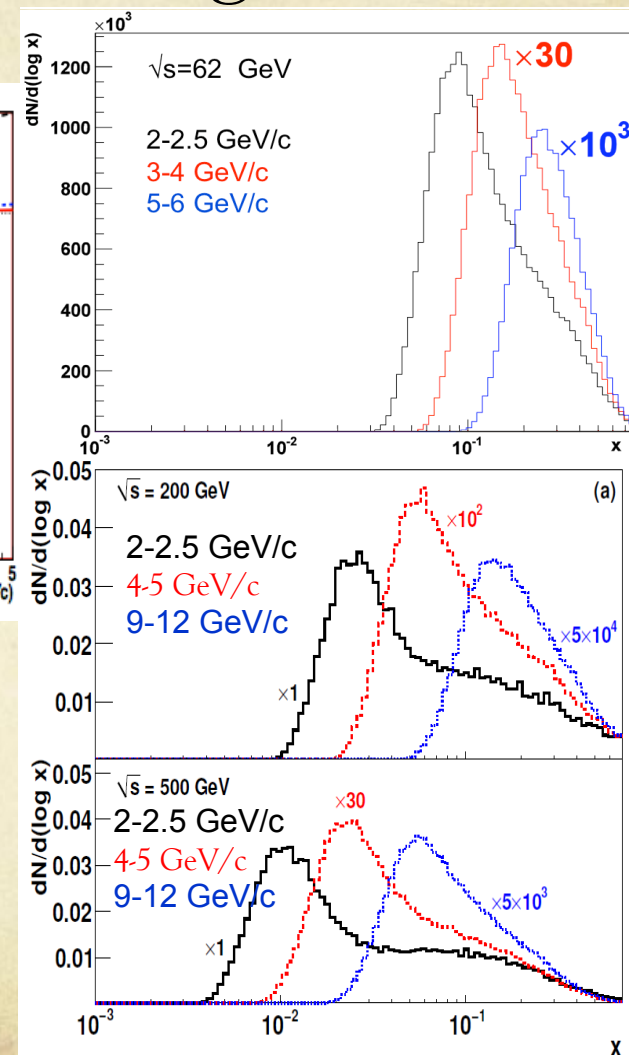 ×10³
dN/d(log x)
1200
1000
800
600
400
200
0
√s=62 GeV
2-2.5 GeV/c
3-4 GeV/c
5-6 GeV/c
×30
×10³
10⁻³
10⁻²
10⁻¹
x
5
c)
dN/d(log x)
0.05
0.04
0.03
0.02
0.01
√s = 200 GeV
(a)
2-2.5 GeV/c
4-5 GeV/c
9-12 GeV/c
×10²
×5×10⁴
×1
dN/d(log x)
0.05
0.04
0.03
0.02
0.01
√s = 500 GeV
2-2.5 GeV/c
4-5 GeV/c
9-12 GeV/c
×30
×5×10³
×1
10⁻³
10⁻²
10⁻¹
x